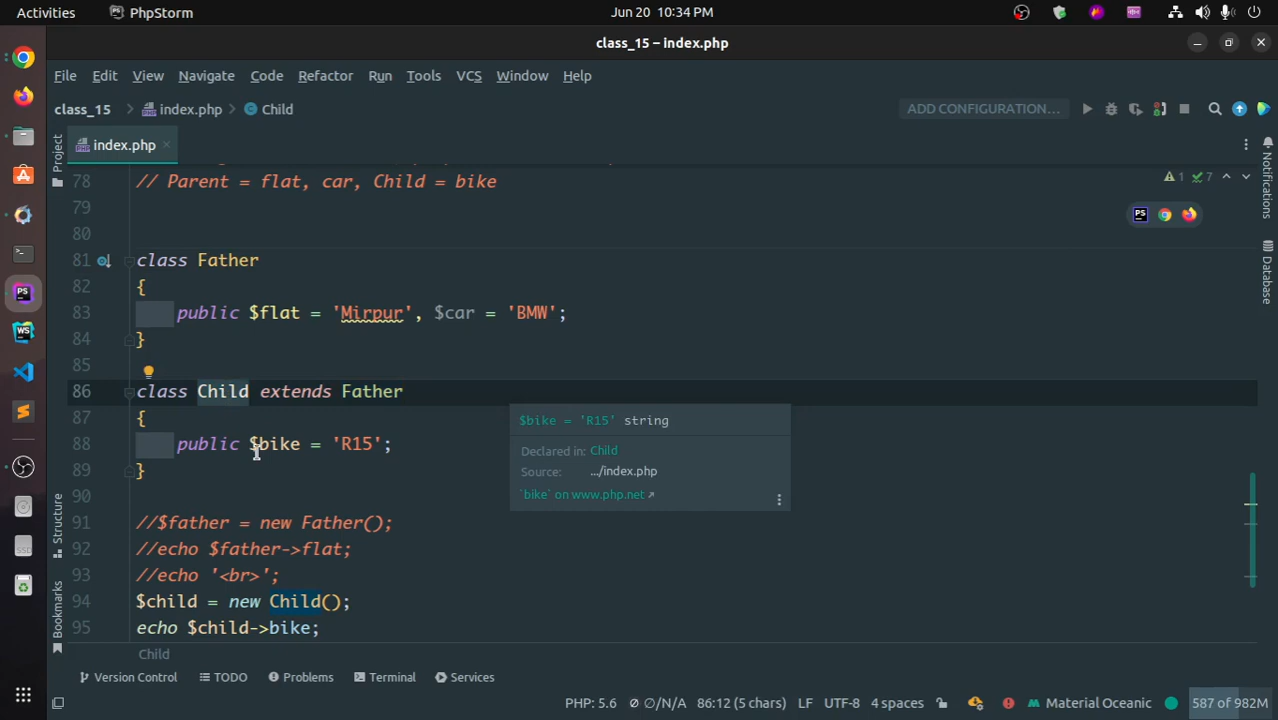 Activities PhpStorm Jun 20 10:34 PM
class_15 – index.php
File Edit View Navigate Code Refactor Run Tools VCS Window Help
class_15 index.php Child ADD CONFIGURATION...
Project index.php Notifications
78 // Parent = flat, car, Child = bike 1 7
79
80
81 class Father
82 {
83 public $flat = 'Mirpur', $car = 'BMW';
84 }
85
86 class Child extends Father
87 {
88 public $bike = 'R15';
89 }
90
91 //$father = new Father();
92 //echo $father->flat;
93 //echo '<br>';
94 $child = new Child();
95 echo $child->bike;
$bike = 'R15' string
Declared in: Child
Source: .../index.php
`bike` on www.php.net
Database
Structure
Bookmarks
Child
Version Control TODO Problems Terminal Services
PHP: 5.6 ∅/N/A 86:12 (5 chars) LF UTF-8 4 spaces Material Oceanic 587 of 982M